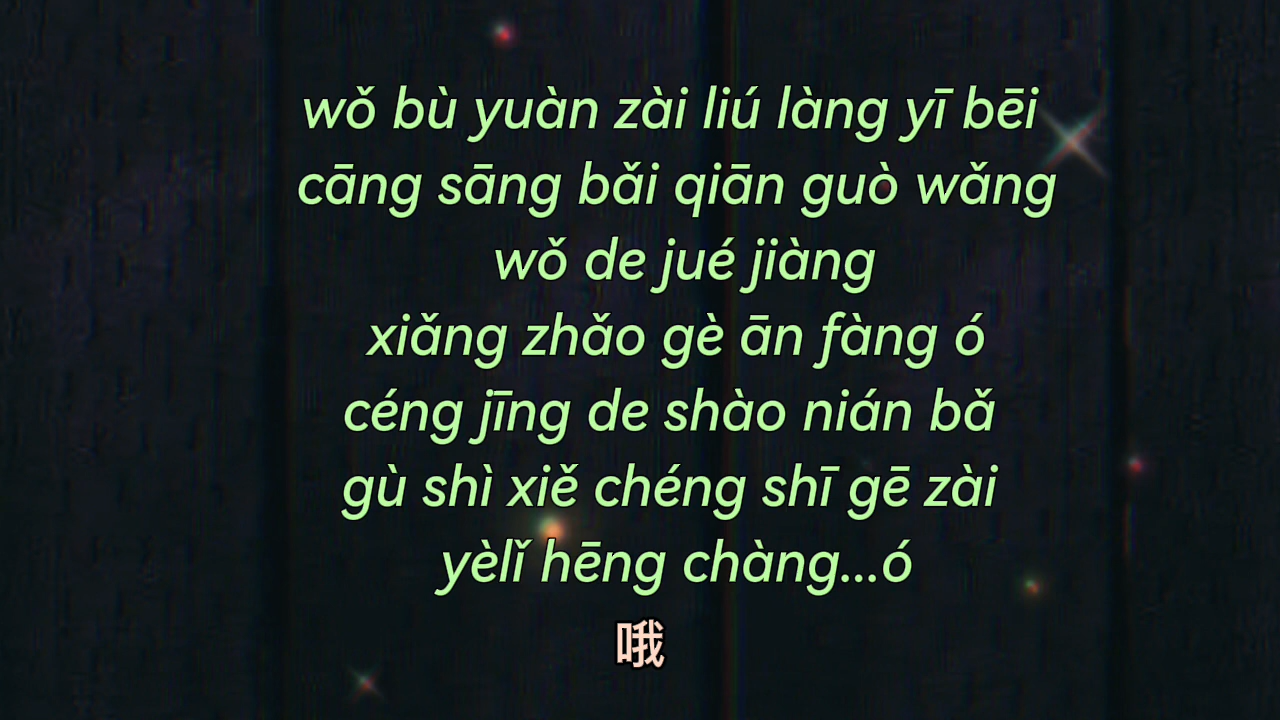 wǒ bù yuàn zài liú làng yī bēi
cāng sāng bǎi qiān guò wǎng
wǒ de jué jiàng
xiǎng zhǎo gè ān fàng ó
céng jīng de shào nián bǎ
gù shì xiě chéng shī gē zài
yèlǐ hēng chàng...ó
哦